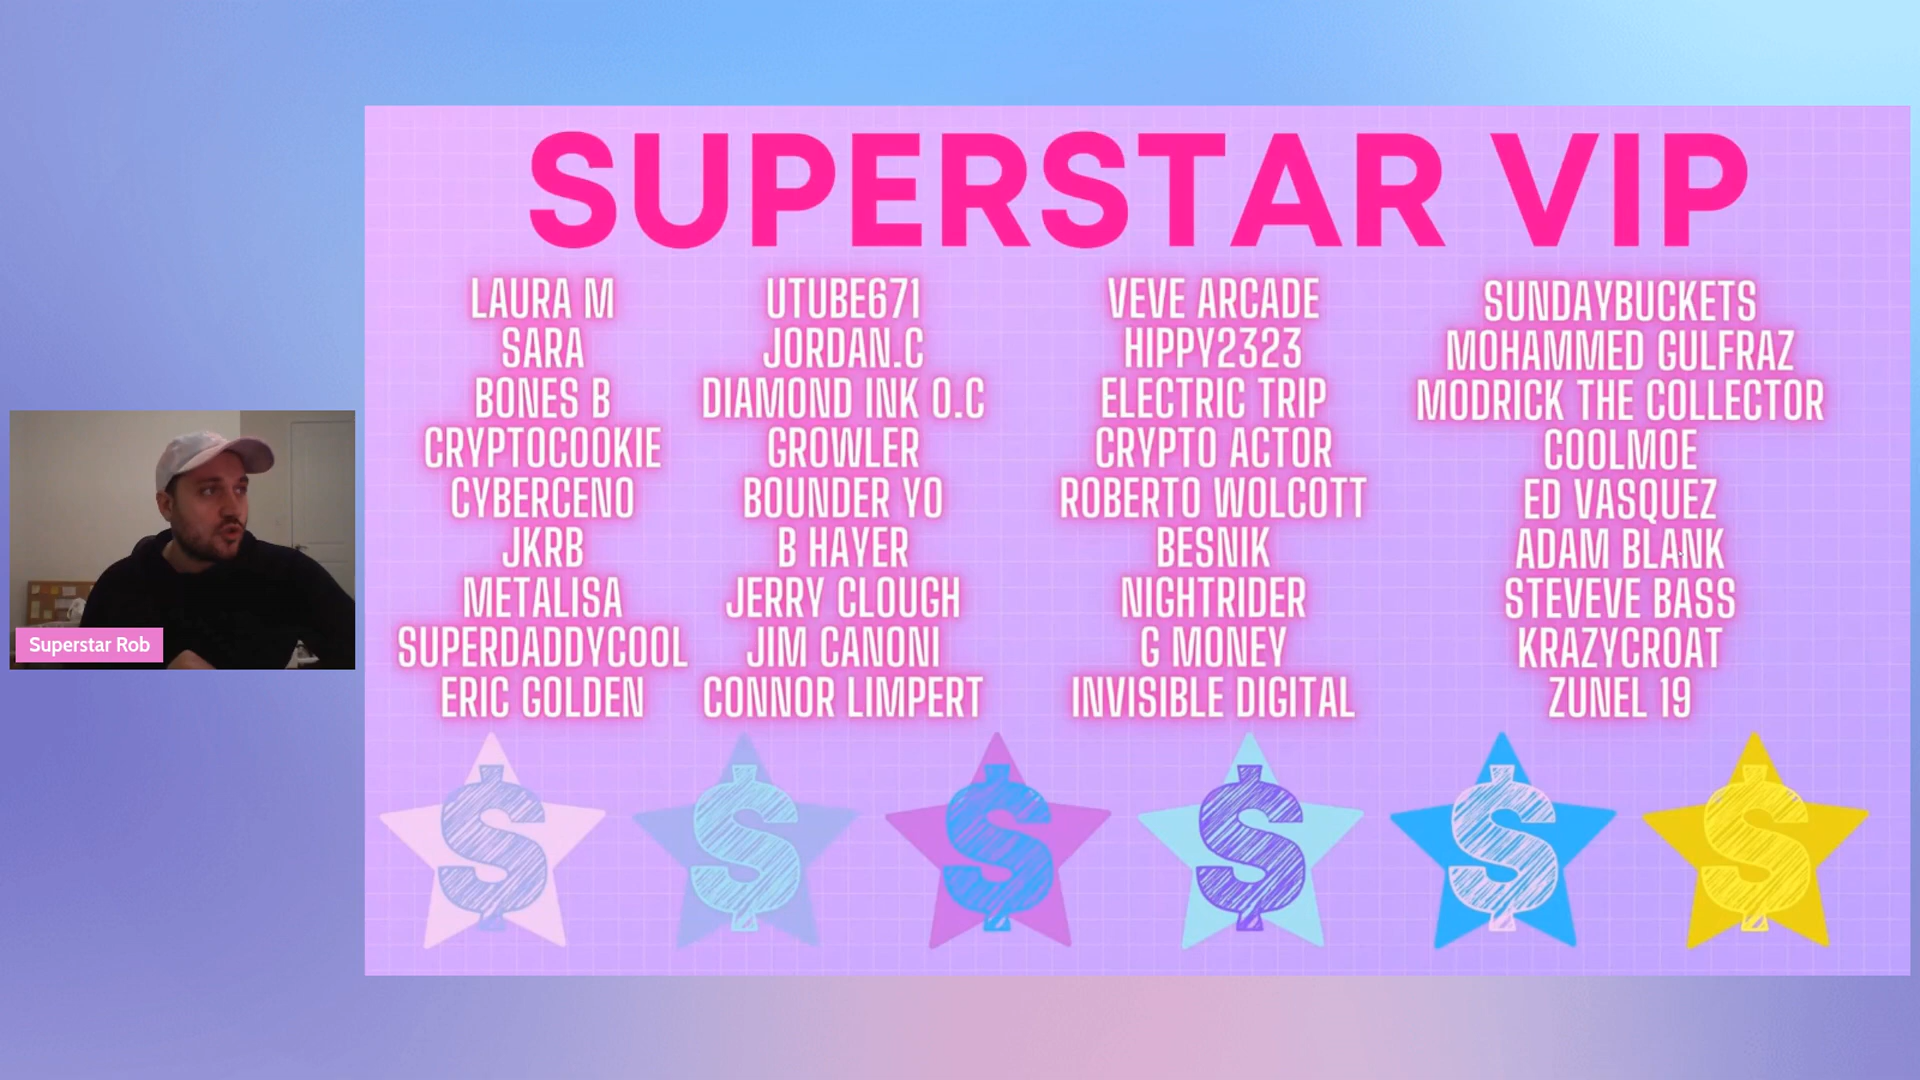 SUPERSTAR VIP
LAURA M
SARA
BONES B
CRYPTOCOOKIE
CYBERCENO
JKRB
METALISA
SUPERDADDYCOOL
ERIC GOLDEN
UTUBE671
JORDAN.C
DIAMOND INK O.C
GROWLER
BOUNDER YO
B HAYER
JERRY CLOUGH
JIM CANONI
CONNOR LIMPERT
VEVE ARCADE
HIPPY2323
ELECTRIC TRIP
CRYPTO ACTOR
ROBERTO WOLCOTT
BESNIK
NIGHTRIDER
G MONEY
INVISIBLE DIGITAL
SUNDAYBUCKETS
MOHAMMED GULFRAZ
MODRICK THE COLLECTOR
COOLMOE
ED VASQUEZ
ADAM BLANK
STEVEVE BASS
KRAZYCROAT
ZUNEL 19
$ $ $ $ $ $
Superstar Rob